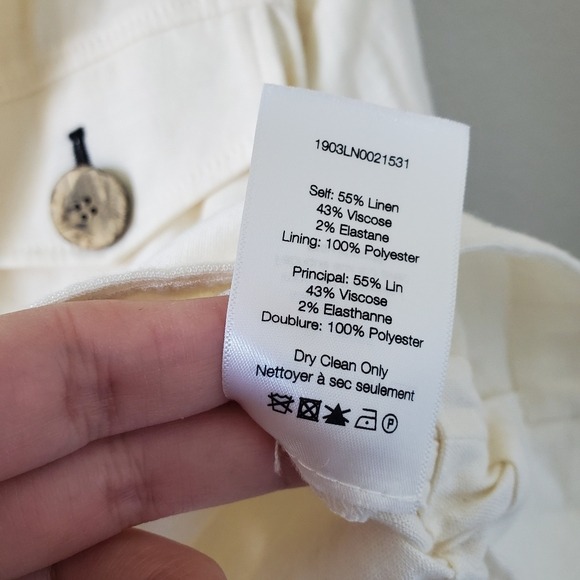 1903LN0021531
Self: 55% Linen
43% Viscose
2% Elastane
Lining: 100% Polyester
Principal: 55% Lin
43% Viscose
2% Elasthanne
Doublure: 100% Polyester
Dry Clean Only
Nettoyer à sec seulement
P